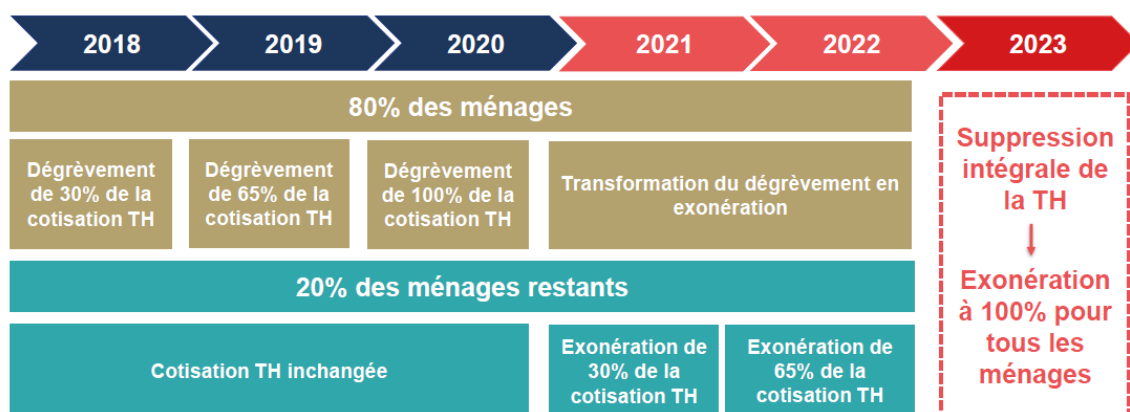 2018
2019
2020
2021
2022
2023
80% des ménages
Dégrèvement
de 30% de la
cotisation TH
Dégrèvement
de 65% de la
cotisation TH
Dégrèvement
de 100% de la
cotisation TH
Transformation du dégrèvement en
exonération
20% des ménages restants
Cotisation TH inchangée
Exonération de
30% de la
cotisation TH
Exonération de
65% de la
cotisation TH
Suppression
intégrale de
la TH
Exonération
à 100% pour
tous les
ménages